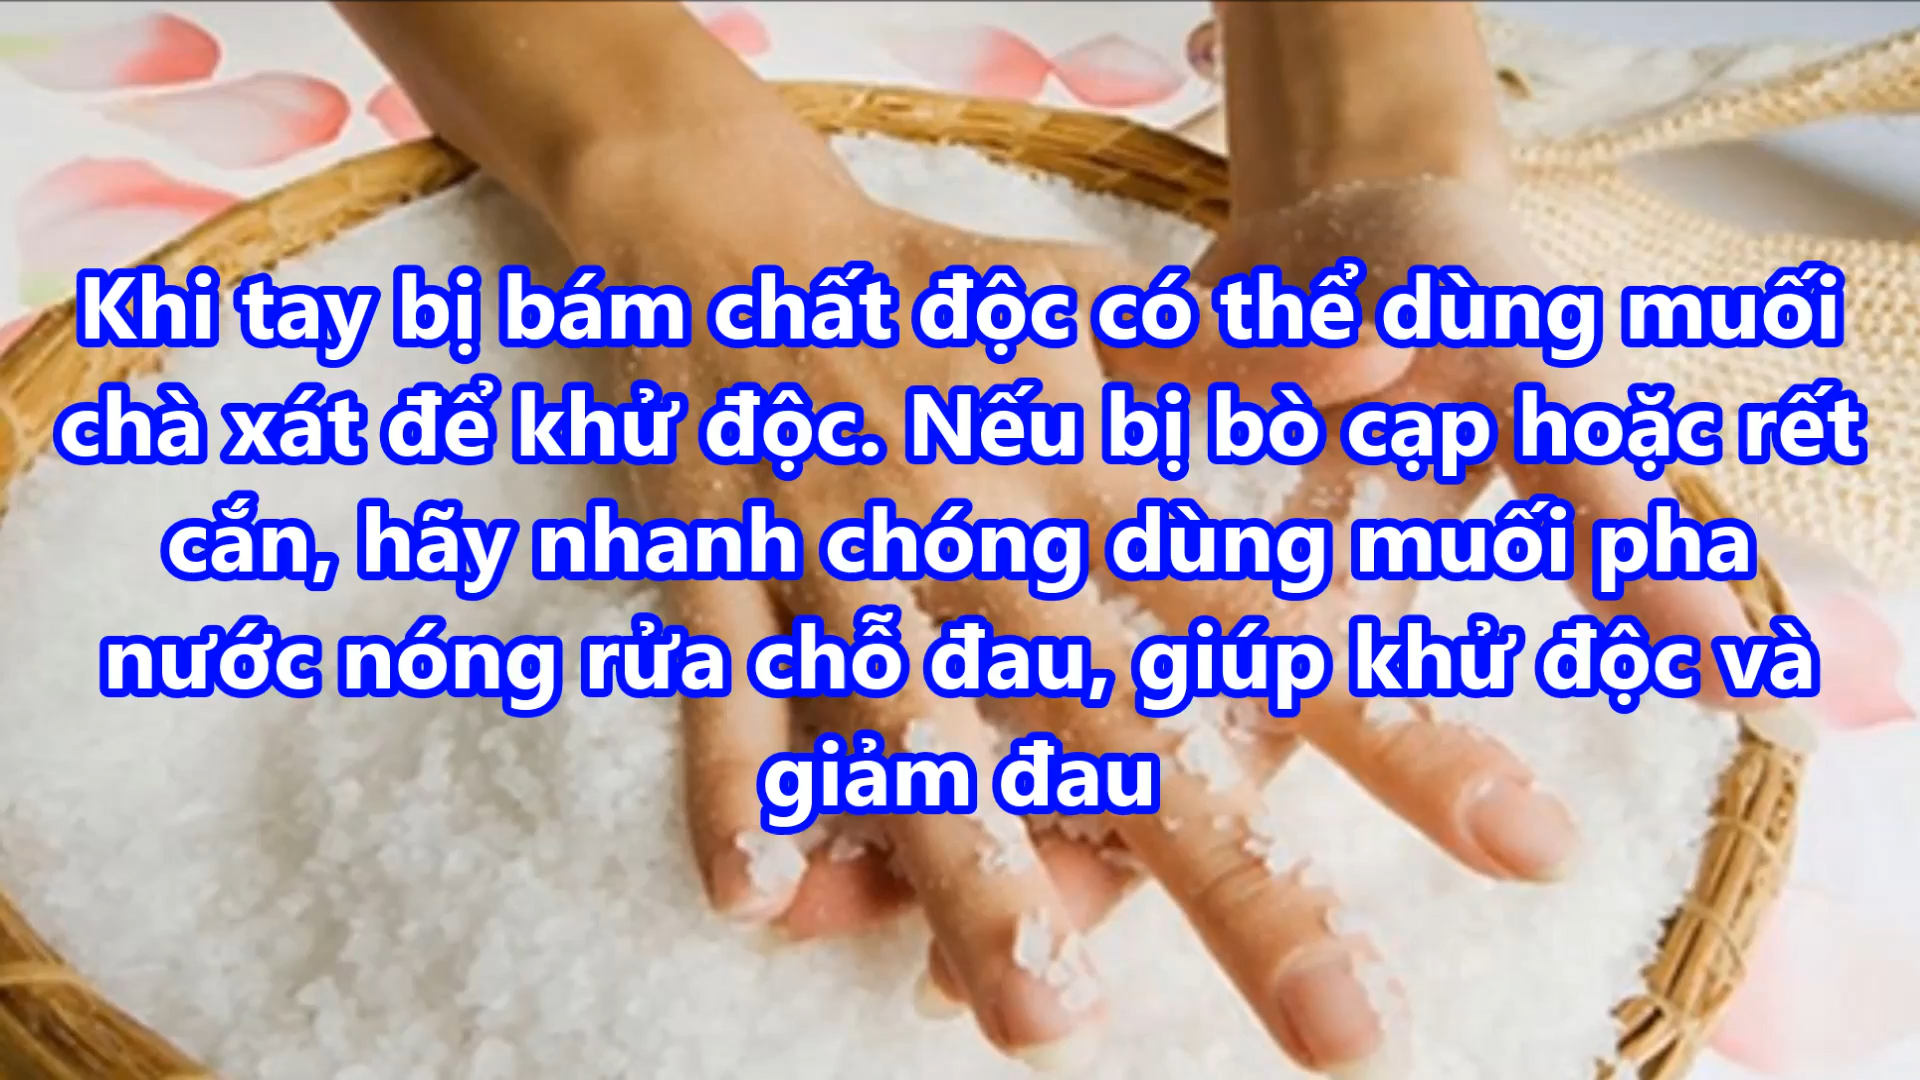 Khi tay bị bám chất độc có thể dùng muối
chà xát để khử độc. Nếu bị bò cạp hoặc rết
cắn, hãy nhanh chóng dùng muối pha
nước nóng rửa chỗ đau, giúp khử độc và
giảm đau